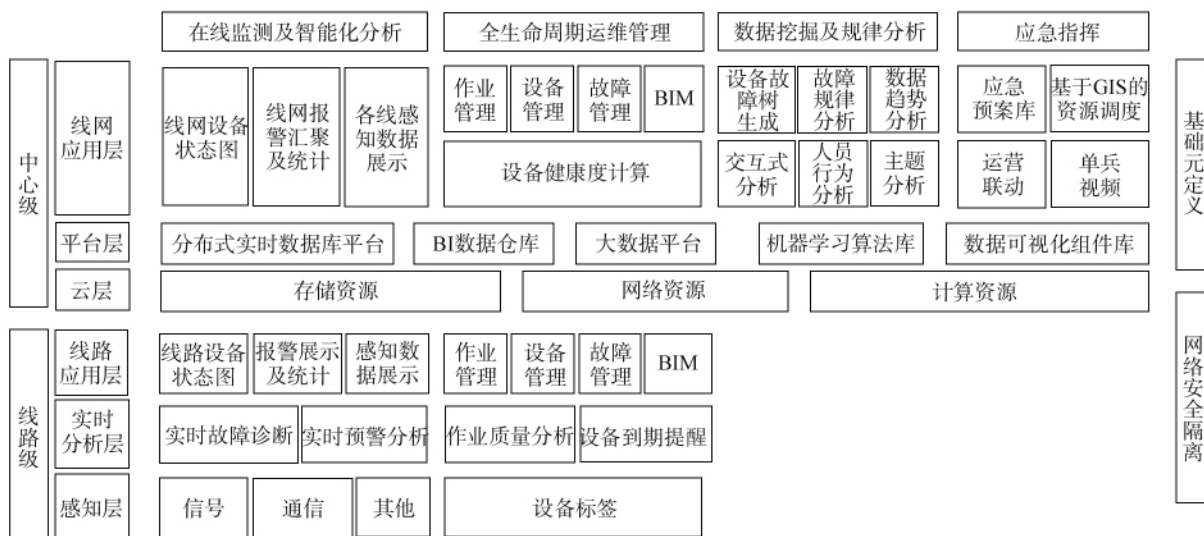 在线监测及智能化分析
全生命周期运维管理
数据挖掘及规律分析
应急指挥
中心级
线网
应用层
线网设备
状态图
线网报
警汇聚
及统计
各线感
知数据
展示
作业
管理
设备
管理
故障
管理
BIM
设备健康度计算
设备故
障树
生成
故障
规律
分析
数据
趋势
分析
交互式
分析
人员
行为
分析
主题
分析
应急
预案库
基于GIS的
资源调度
运营
联动
单兵
视频
平台层
分布式实时数据库平台
BI数据仓库
大数据平台
机器学习算法库
数据可视化组件库
云层
存储资源
网络资源
计算资源
线路级
线路
应用层
线路设备
状态图
报警展示
及统计
感知数
据展示
作业
管理
设备
管理
故障
管理
BIM
实时
分析层
实时故障诊断
实时预警分析
作业质量分析
设备到期提醒
感知层
信号
通信
其他
设备标签
基础元定义
网络安全隔离